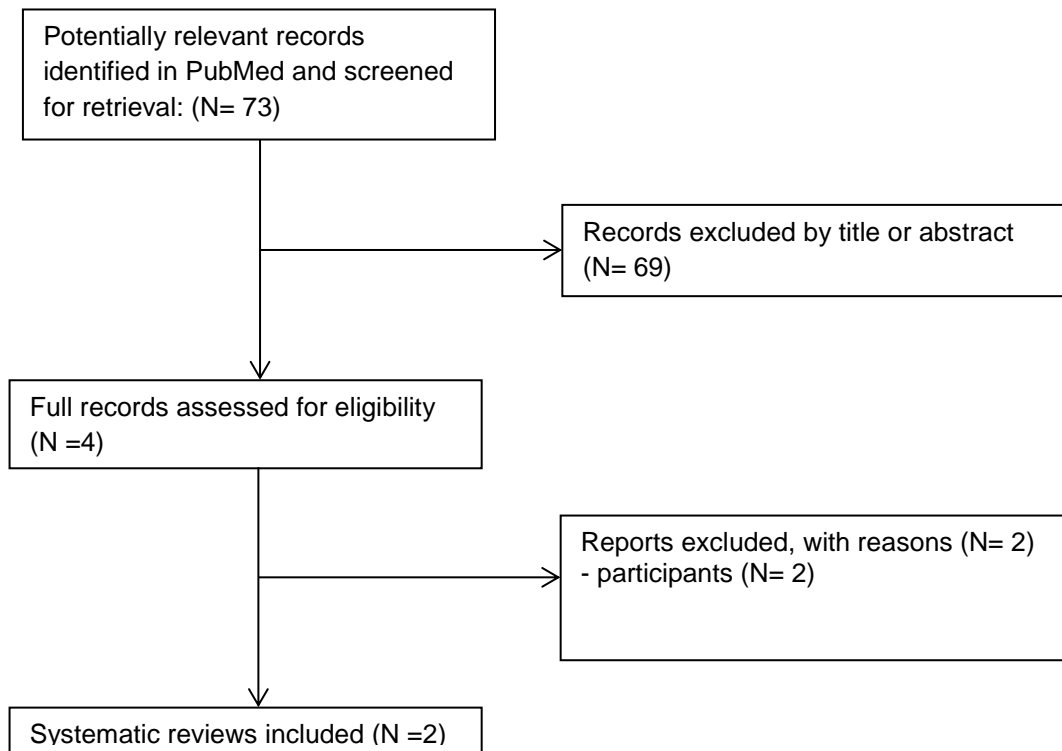 Potentially relevant records
identified in PubMed and screened
for retrieval: (N= 73)
Records excluded by title or abstract
(N= 69)
Full records assessed for eligibility
(N =4)
Reports excluded, with reasons (N= 2)
- participants (N= 2)
Systematic reviews included (N =2)